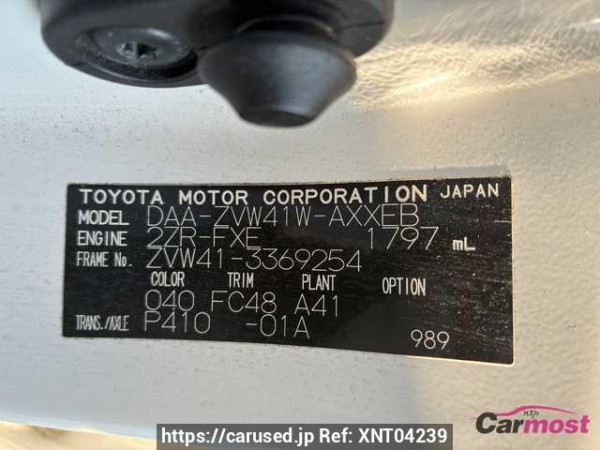 TOYOTA MOTOR CORPORATION JAPAN
MODEL DAA-ZVW41W-AXXEB
ENGINE 2ZR-FXE 1797 mL
FRAME No. ZVW41-3369254
COLOR TRIM PLANT OPTION
040 FC48 A41
TRANS./AXLE P410 -01A
989
Carmost
https://carused.jp Ref: XNT04239